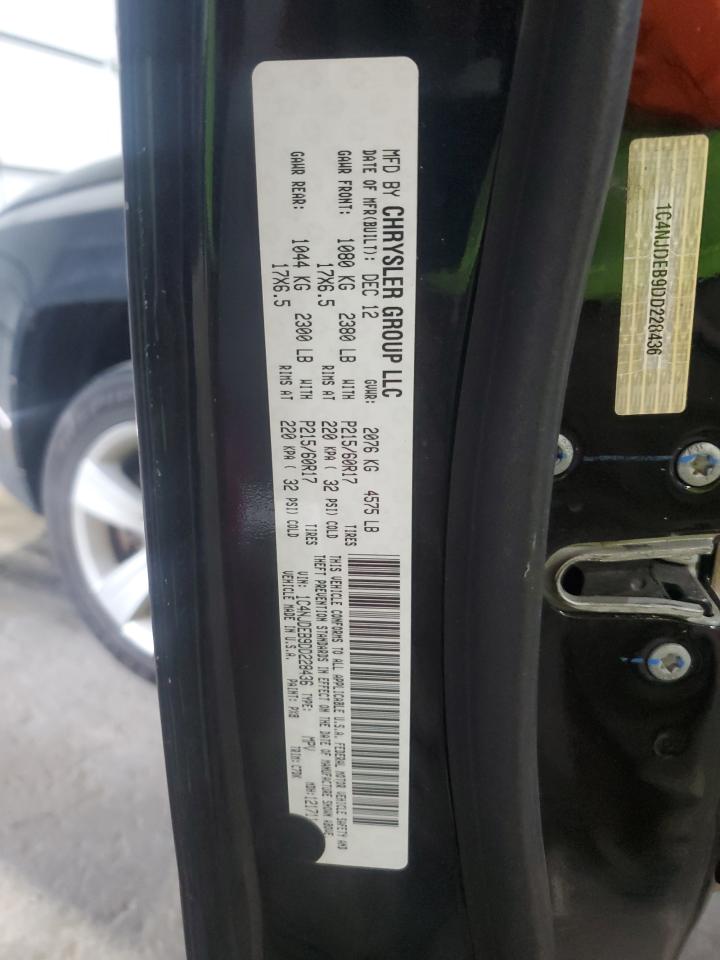 MFD BY CHRYSLER GROUP LLC
DATE OF MFR(BUILT): DEC 12 GVWR: 2076 KG 4575 LB
GAWR FRONT: 1080 KG 2380 LB WITH P215/60R17 TIRES
17X6.5 RIMS AT 220 KPA ( 32 PSI) COLD
GAWR REAR: 1044 KG 2300 LB WITH P215/60R17 TIRES
17X6.5 RIMS AT 220 KPA ( 32 PSI) COLD
THIS VEHICLE CONFORMS TO ALL APPLICABLE U.S.A. FEDERAL MOTOR VEHICLE SAFETY AND
THEFT PREVENTION STANDARDS IN EFFECT ON THE DATE OF MANUFACTURE SHOWN ABOVE
VIN: 1C4NJDEB9DD228436 TYPE: MPV MDH:12171
VEHICLE MADE IN U.S.A. PAINT: PXB TRIM:
1C4NJDEB9DD228436